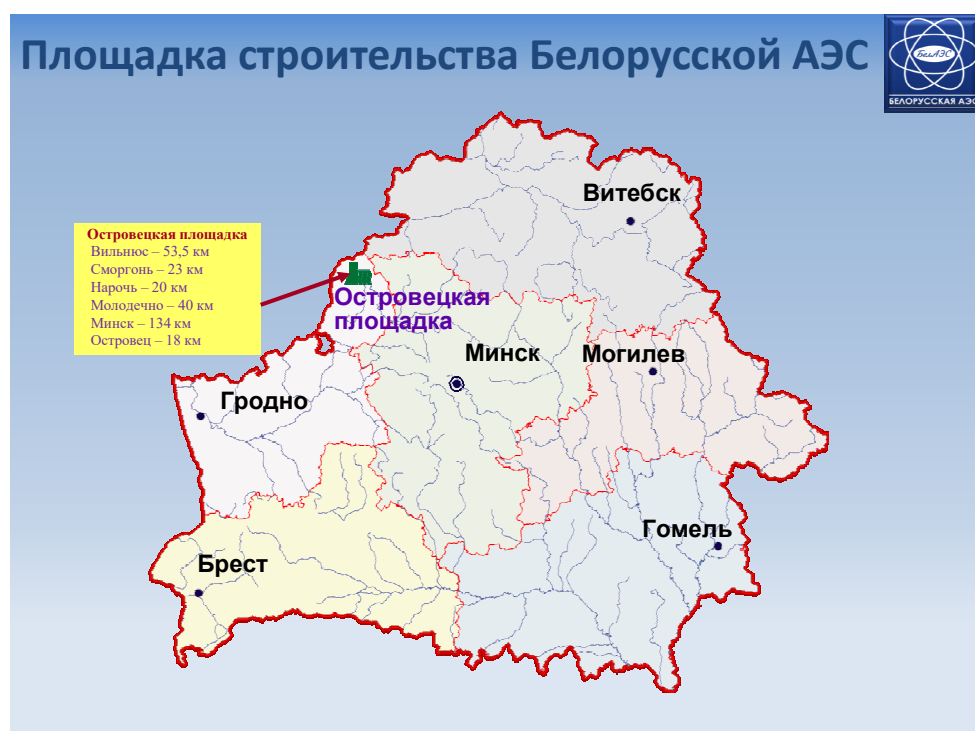 Площадка строительства Белорусской АЭС
БелАЭС
БЕЛОРУССКАЯ АЭС
Витебск
Островецкая площадка
Вильнюс – 53,5 км
Сморгонь – 23 км
Нарочь – 20 км
Молодечно – 40 км
Минск – 134 км
Островец – 18 км
Островецкая
площадка
Минск
Могилев
Гродно
Гомель
Брест